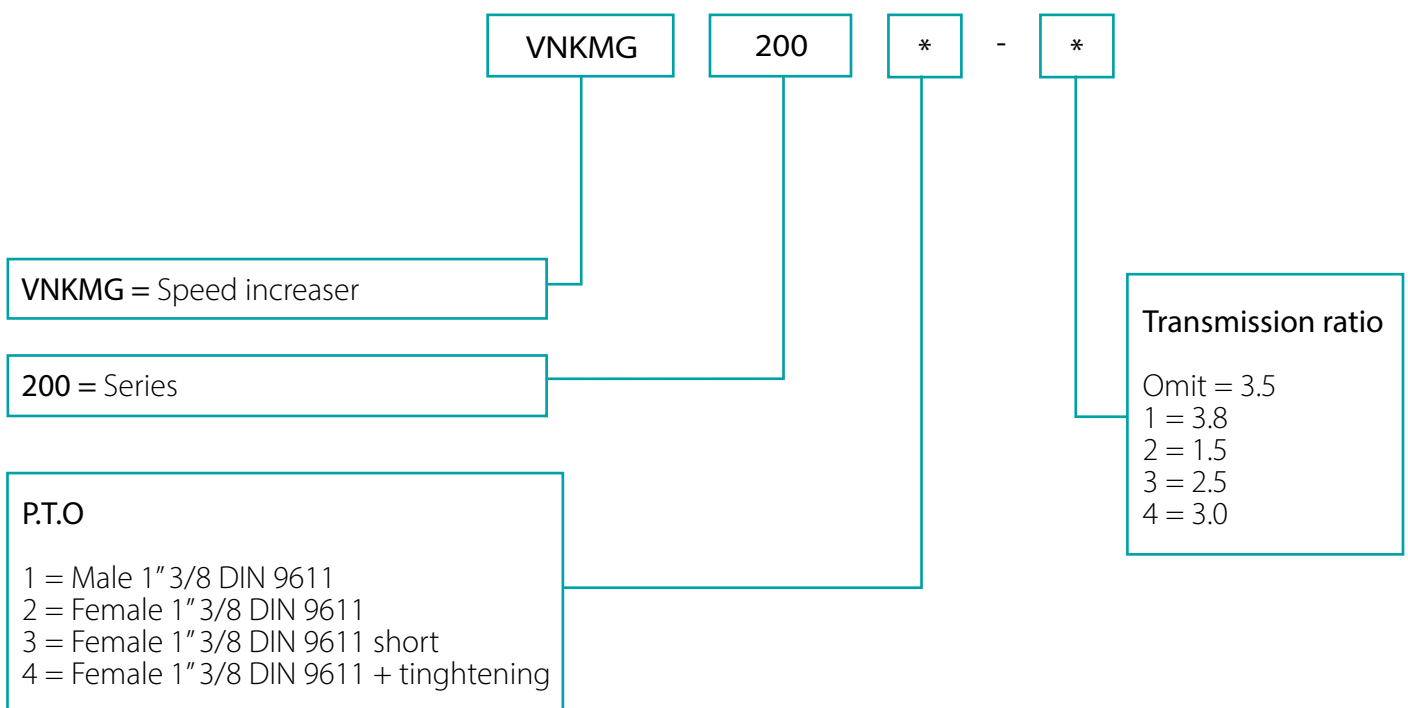 VNKMG 200 * - *
VNKMG = Speed increaser
200 = Series
P.T.O
1 = Male 1” 3/8 DIN 9611
2 = Female 1” 3/8 DIN 9611
3 = Female 1” 3/8 DIN 9611 short
4 = Female 1” 3/8 DIN 9611 + tinghtening
Transmission ratio
Omit = 3.5
1 = 3.8
2 = 1.5
3 = 2.5
4 = 3.0